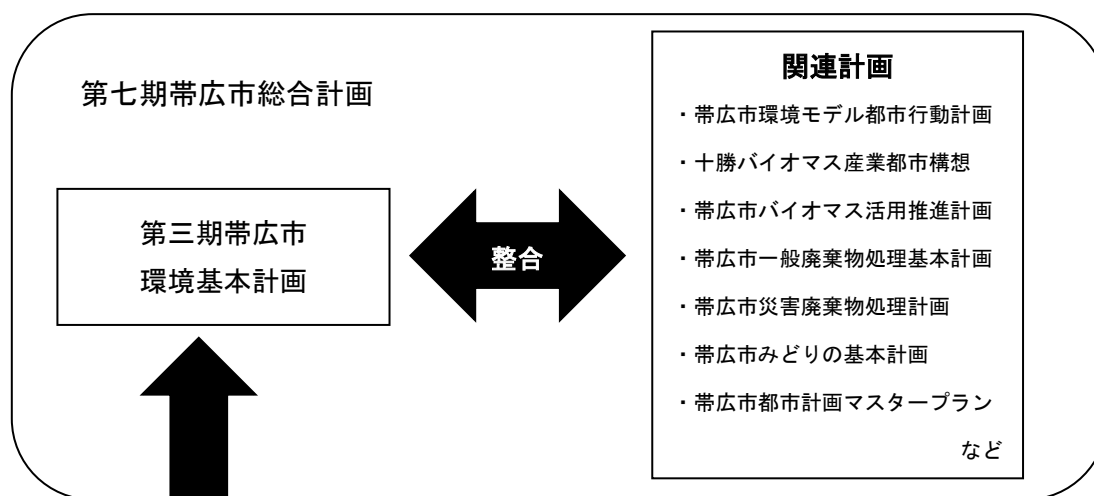 第七期帯広市総合計画
第三期帯広市
環境基本計画
整合
関連計画
・帯広市環境モデル都市行動計画
・十勝バイオマス産業都市構想
・帯広市バイオマス活用推進計画
・帯広市一般廃棄物処理基本計画
・帯広市災害廃棄物処理計画
・帯広市みどりの基本計画
・帯広市都市計画マスタープラン
など